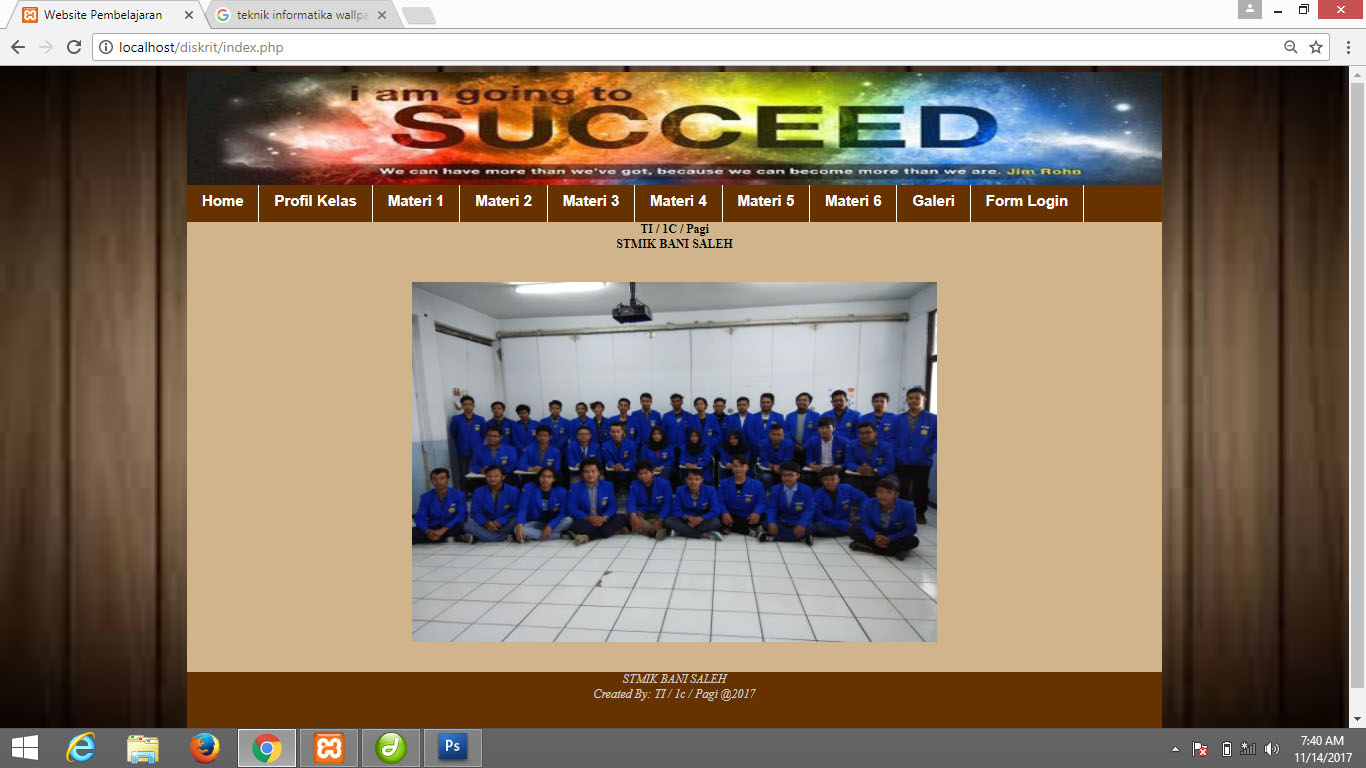 Website Pembelajaran
teknik informatika wallpa
localhost/diskrit/index.php
i am going to
SUCCEED
We can have more than we've got, because we can become more than we are. Jim Rohn
Home Profil Kelas Materi 1 Materi 2 Materi 3 Materi 4 Materi 5 Materi 6 Galeri Form Login
TI / 1C / Pagi
STMIK BANI SALEH
STMIK BANI SALEH
Created By: TI / 1c / Pagi @2017
Ps
7:40 AM
11/14/2017